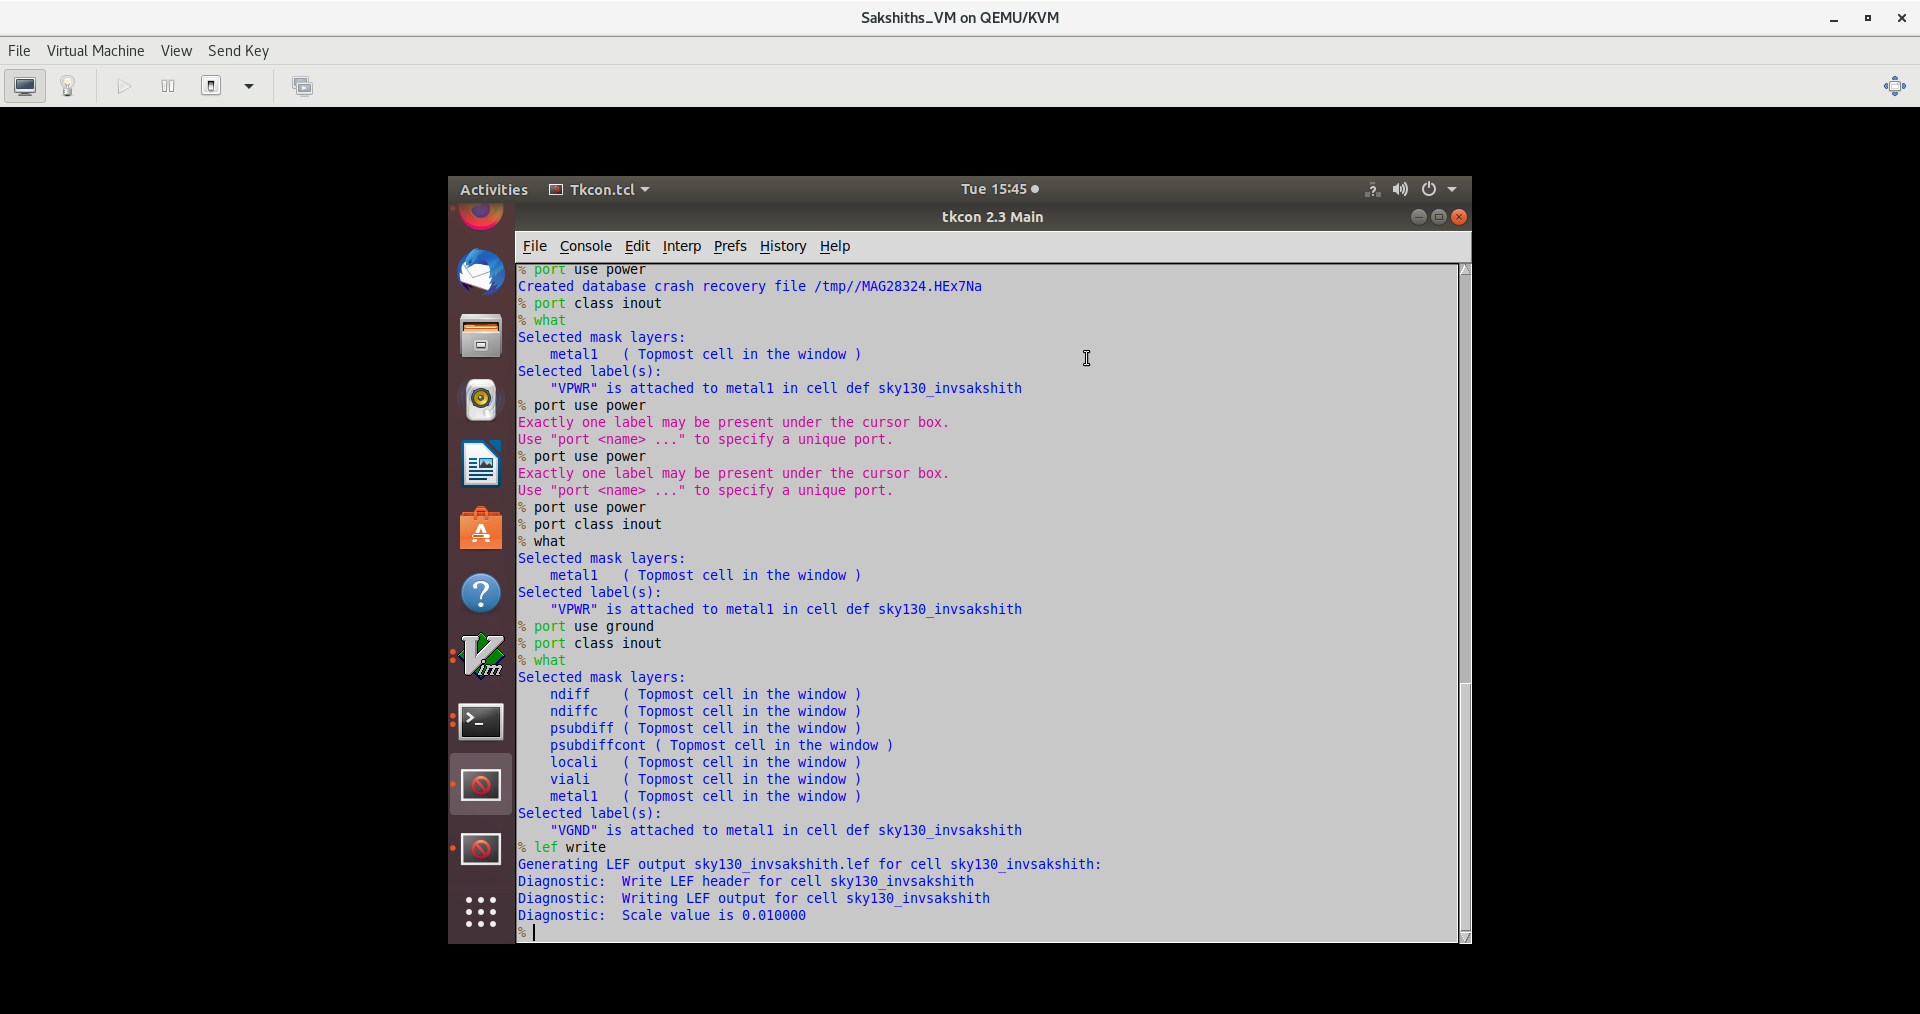 Sakshiths_VM on QEMU/KVM
File Virtual Machine View Send Key
Activities Tkcon.tcl Tue 15:45
tkcon 2.3 Main
File Console Edit Interp Prefs History Help
% port use power
Created database crash recovery file /tmp//MAG28324.HEx7Na
% port class inout
% what
Selected mask layers:
metal1 ( Topmost cell in the window )
Selected label(s):
"VPWR" is attached to metal1 in cell def sky130_invsakshith
% port use power
Exactly one label may be present under the cursor box.
Use "port <name> ..." to specify a unique port.
% port use power
Exactly one label may be present under the cursor box.
Use "port <name> ..." to specify a unique port.
% port use power
% port class inout
% what
Selected mask layers:
metal1 ( Topmost cell in the window )
Selected label(s):
"VPWR" is attached to metal1 in cell def sky130_invsakshith
% port use ground
% port class inout
% what
Selected mask layers:
ndiff ( Topmost cell in the window )
ndiffc ( Topmost cell in the window )
psubdiff ( Topmost cell in the window )
psubdiffcont ( Topmost cell in the window )
locali ( Topmost cell in the window )
viali ( Topmost cell in the window )
metal1 ( Topmost cell in the window )
Selected label(s):
"VGND" is attached to metal1 in cell def sky130_invsakshith
% lef write
Generating LEF output sky130_invsakshith.lef for cell sky130_invsakshith:
Diagnostic: Write LEF header for cell sky130_invsakshith
Diagnostic: Writing LEF output for cell sky130_invsakshith
Diagnostic: Scale value is 0.010000
%